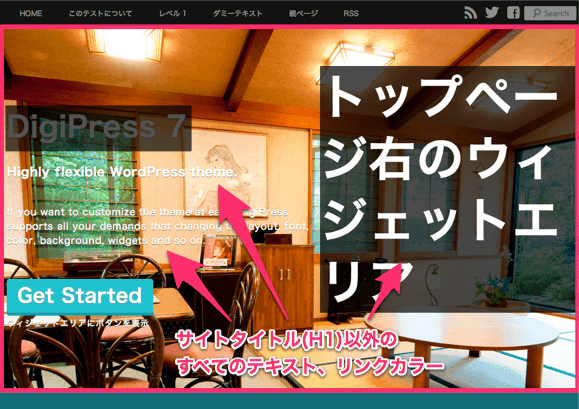 HOME このテストについて レベル 1 ダミーテキスト 親ページ RSS Search
DigiPress 7
Highly flexible WordPress theme.
If you want to customize the theme at ea DigiPress
supports all your demands that changing the layout, font,
color, background, widgets and so on.
Get Started
ウィジェットエリアにボタンを表示
トップペー
ジ右のウィ
ジェットエ
リア
サイトタイトル(H1)以外の
すべてのテキスト、リンクカラー